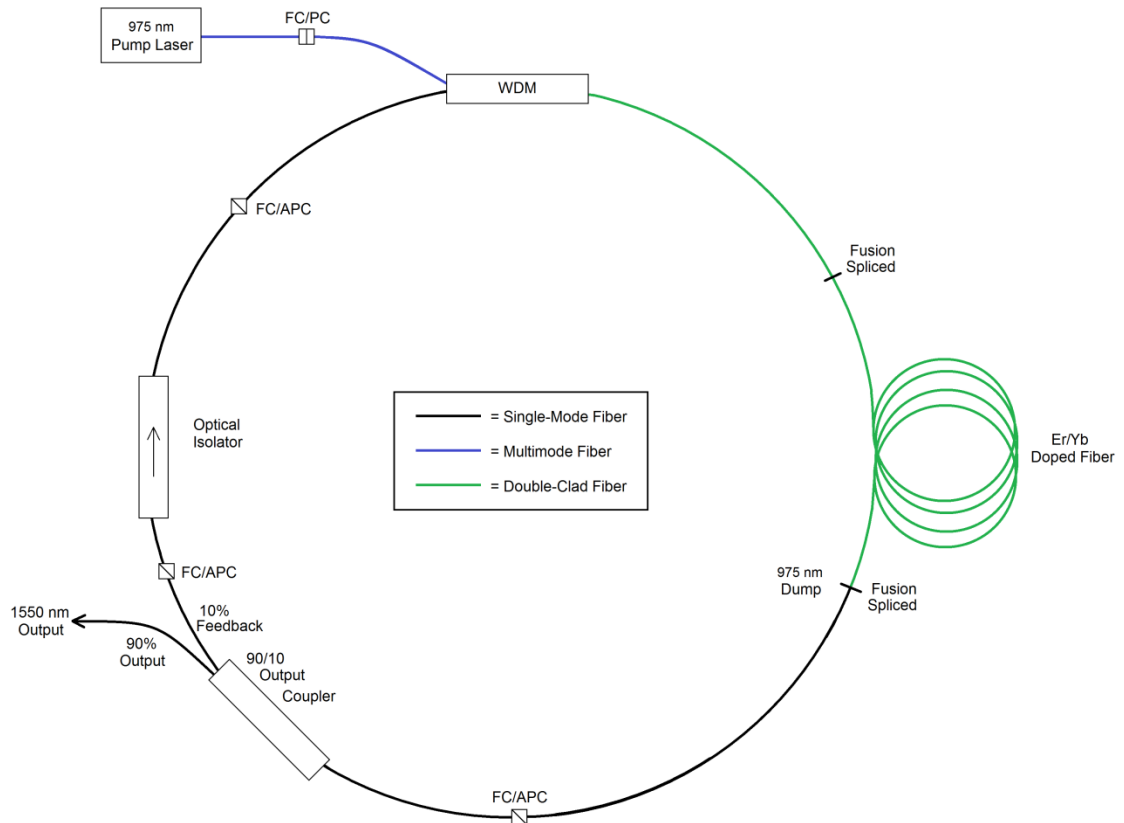 975 nm
Pump Laser
FC/PC
WDM
FC/APC
Fusion
Spliced
Optical
Isolator
= Single-Mode Fiber
= Multimode Fiber
= Double-Clad Fiber
Er/Yb
Doped Fiber
FC/APC
975 nm
Dump
Fusion
Spliced
1550 nm
Output
10%
Feedback
90%
Output
90/10
Output
Coupler
FC/APC